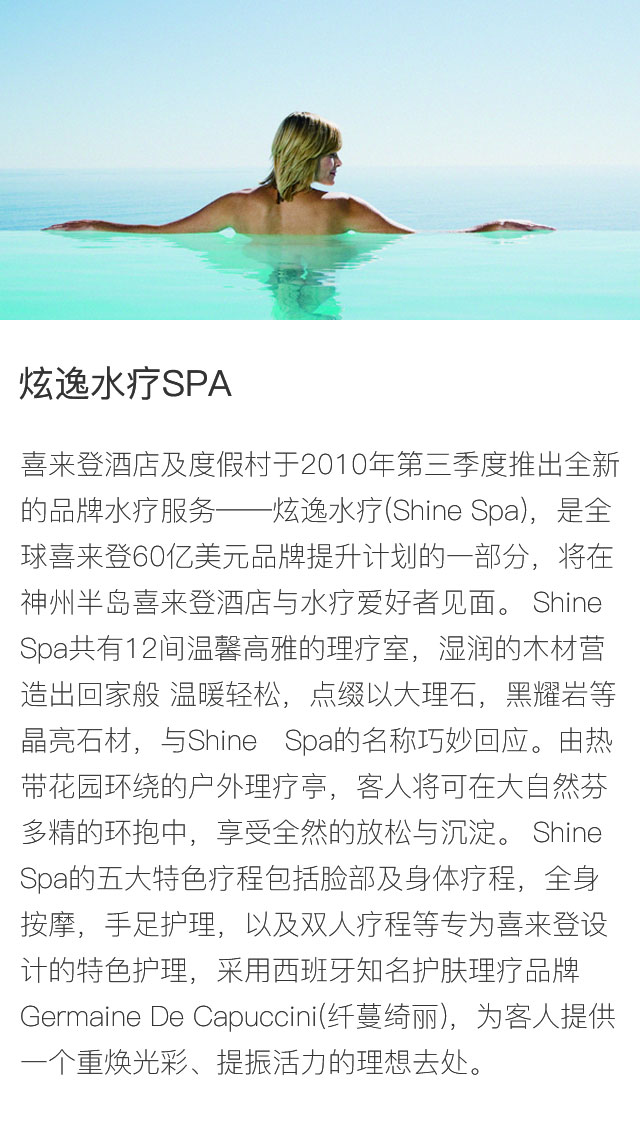 炫逸水疗SPA
喜来登酒店及度假村于2010年第三季度推出全新
的品牌水疗服务——炫逸水疗(Shine Spa)，是全
球喜来登60亿美元品牌提升计划的一部分，将在
神州半岛喜来登酒店与水疗爱好者见面。 Shine
Spa共有12间温馨高雅的理疗室，湿润的木材营
造出回家般 温暖轻松，点缀以大理石，黑耀岩等
晶亮石材，与Shine　Spa的名称巧妙回应。由热
带花园环绕的户外理疗亭，客人将可在大自然芬
多精的环抱中，享受全然的放松与沉淀。 Shine
Spa的五大特色疗程包括脸部及身体疗程，全身
按摩，手足护理，以及双人疗程等专为喜来登设
计的特色护理，采用西班牙知名护肤理疗品牌
Germaine De Capuccini(纤蔓绮丽)，为客人提供
一个重焕光彩、提振活力的理想去处。